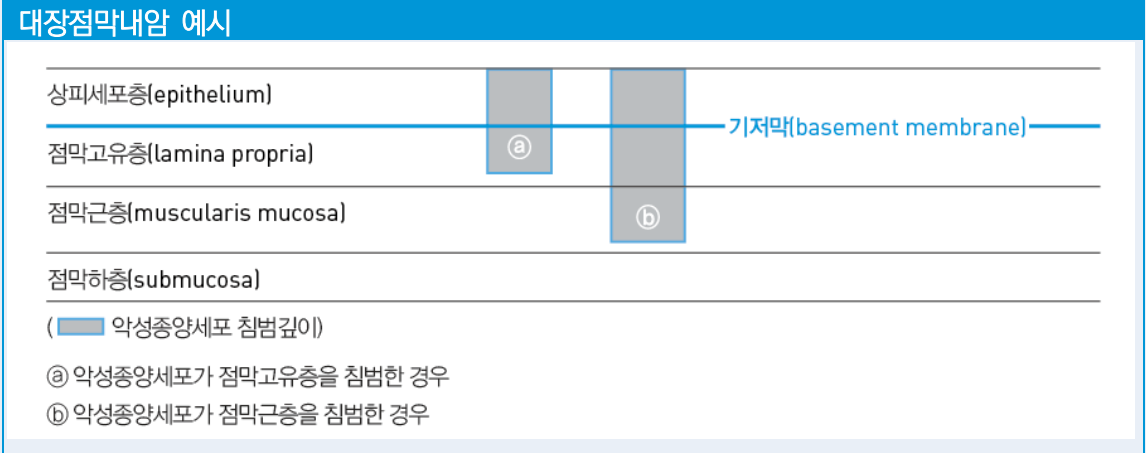 대장점막내암 예시
상피세포층(epithelium)
기저막(basement membrane)
점막고유층(lamina propria)
ⓐ
점막근층(muscularis mucosa)
ⓑ
점막하층(submucosa)
( 악성종양세포 침범깊이)
ⓐ 악성종양세포가 점막고유층을 침범한 경우
ⓑ 악성종양세포가 점막근층을 침범한 경우